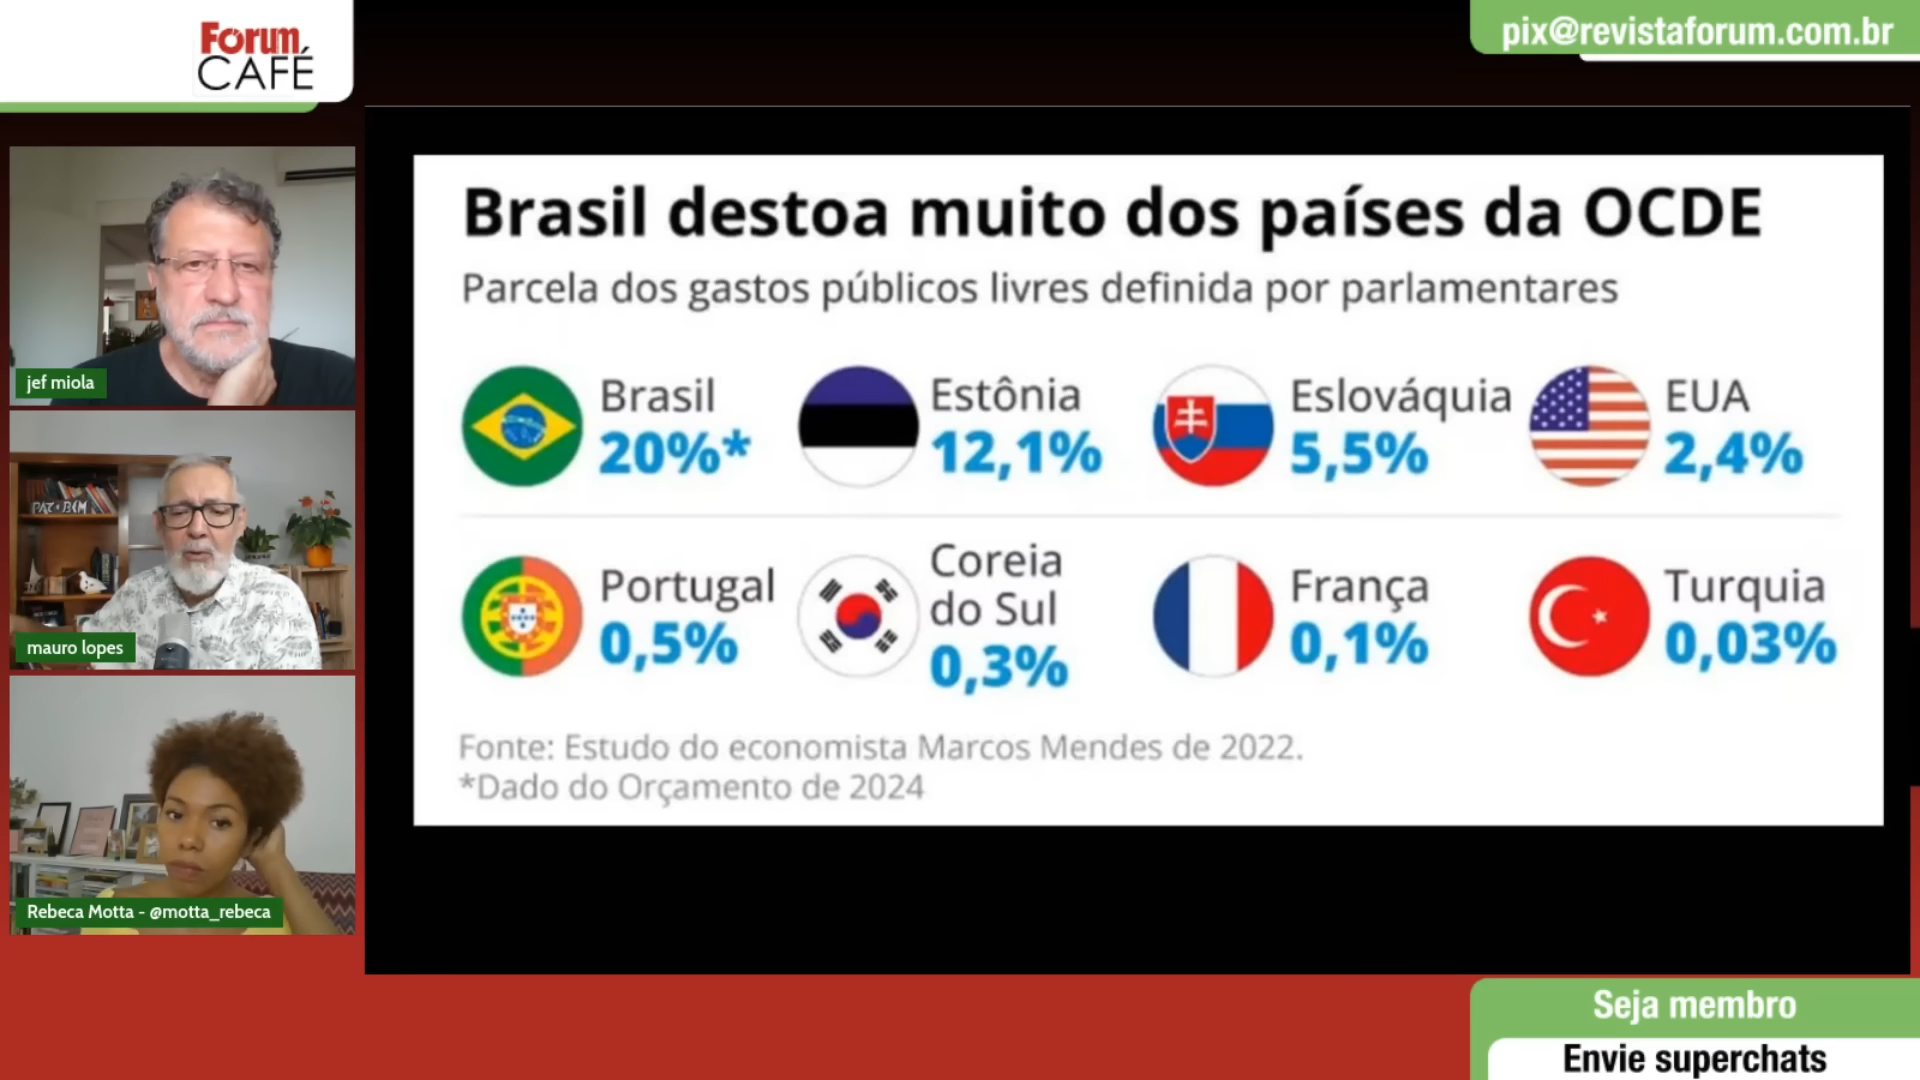 Forum
CAFÉ
pix@revistaforum.com.br
jef miola
mauro lopes
Rebeca Motta - @motta_rebeca
Brasil destoa muito dos países da OCDE
Parcela dos gastos públicos livres definida por parlamentares
Brasil
20%*
Estônia
12,1%
Eslováquia
5,5%
EUA
2,4%
Portugal
0,5%
Coreia
do Sul
0,3%
França
0,1%
Turquia
0,03%
Fonte: Estudo do economista Marcos Mendes de 2022.
*Dado do Orçamento de 2024
Seja membro
Envie superchats